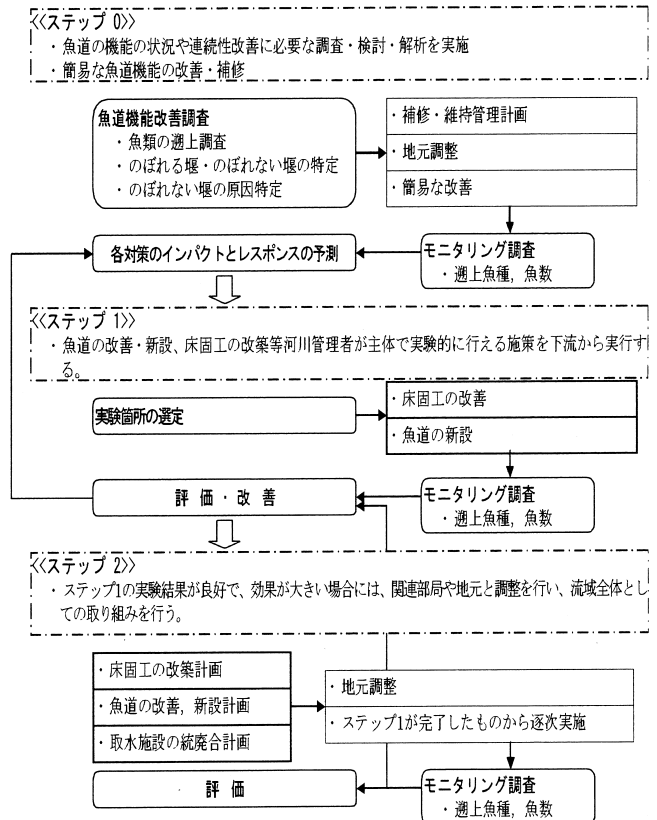 <<ステップ 0>>
・魚道の機能の状況や連続性改善に必要な調査・検討・解析を実施
・簡易な魚道機能の改善・補修
魚道機能改善調査
・魚類の遡上調査
・のぼれる堰・のぼれない堰の特定
・のぼれない堰の原因特定
・補修・維持管理計画
・地元調整
・簡易な改善
各対策のインパクトとレスポンスの予測
モニタリング調査
・遡上魚種，魚数
<<ステップ 1>>
・魚道の改善・新設、床固工の改築等河川管理者が主体で実験的に行える施策を下流から実行す
る。
実験箇所の選定
・床固工の改善
・魚道の新設
評価・改善
モニタリング調査
・遡上魚種，魚数
<<ステップ 2>>
・ステップ1の実験結果が良好で、効果が大きい場合には、関連部局や地元と調整を行い、流域全体とし
ての取り組みを行う。
・床固工の改築計画
・魚道の改善，新設計画
・取水施設の統廃合計画
・地元調整
・ステップ1が完了したものから逐次実施
評価
モニタリング調査
・遡上魚種，魚数